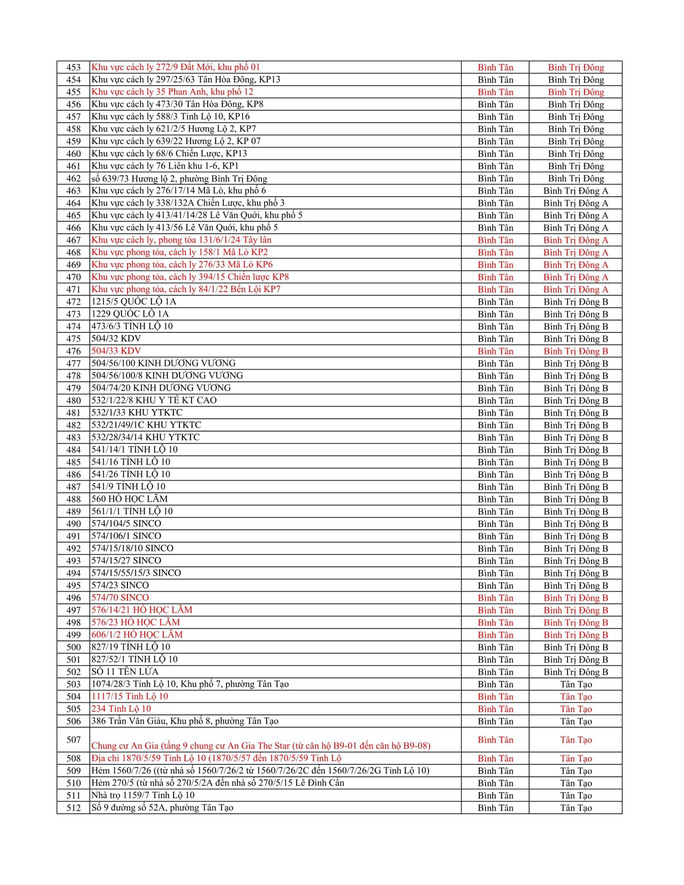 453 Khu vực cách ly 272/9 Đất Mới, khu phố 01 Bình Tân Bình Trị Đông
454 Khu vực cách ly 297/25/63 Tân Hòa Đông, KP13 Bình Tân Bình Trị Đông
455 Khu vực cách ly 35 Phan Anh, khu phố 12 Bình Tân Bình Trị Đông
456 Khu vực cách ly 473/30 Tân Hòa Đông, KP8 Bình Tân Bình Trị Đông
457 Khu vực cách ly 588/3 Tỉnh Lộ 10, KP16 Bình Tân Bình Trị Đông
458 Khu vực cách ly 621/2/5 Hương Lộ 2, KP7 Bình Tân Bình Trị Đông
459 Khu vực cách ly 639/22 Hương Lộ 2, KP 07 Bình Tân Bình Trị Đông
460 Khu vực cách ly 68/6 Chiến Lược, KP13 Bình Tân Bình Trị Đông
461 Khu vực cách ly 76 Liên khu 1-6, KP1 Bình Tân Bình Trị Đông
462 số 639/73 Hương lộ 2, phường Bình Trị Đông Bình Tân Bình Trị Đông
463 Khu vực cách ly 276/17/14 Mã Lò, khu phố 6 Bình Tân Bình Trị Đông A
464 Khu vực cách ly 338/132A Chiến Lược, khu phố 3 Bình Tân Bình Trị Đông A
465 Khu vực cách ly 413/41/14/28 Lê Văn Quới, khu phố 5 Bình Tân Bình Trị Đông A
466 Khu vực cách ly 413/56 Lê Văn Quới, khu phố 5 Bình Tân Bình Trị Đông A
467 Khu vực cách ly, phong tỏa 131/6/1/24 Tây lân Bình Tân Bình Trị Đông A
468 Khu vực phong tỏa, cách ly 158/1 Mã Lò KP2 Bình Tân Bình Trị Đông A
469 Khu vực phong tỏa, cách ly 276/33 Mã Lò KP6 Bình Tân Bình Trị Đông A
470 Khu vực phong tỏa, cách ly 394/15 Chiến lược KP8 Bình Tân Bình Trị Đông A
471 Khu vực phong tỏa, cách ly 84/1/22 Bến Lội KP7 Bình Tân Bình Trị Đông A
472 1215/5 QUỐC LỘ 1A Bình Tân Bình Trị Đông B
473 1229 QUỐC LỖ 1A Bình Tân Bình Trị Đông B
474 473/6/3 TỈNH LỘ 10 Bình Tân Bình Trị Đông B
475 504/32 KDV Bình Tân Bình Trị Đông B
476 504/33 KDV Bình Tân Bình Trị Đông B
477 504/56/100 KINH DƯƠNG VƯƠNG Bình Tân Bình Trị Đông B
478 504/56/100/8 KINH DƯƠNG VƯƠNG Bình Tân Bình Trị Đông B
479 504/74/20 KINH DƯƠNG VƯƠNG Bình Tân Bình Trị Đông B
480 532/1/22/8 KHU Y TẾ KT CAO Bình Tân Bình Trị Đông B
481 532/1/33 KHU YTKTC Bình Tân Bình Trị Đông B
482 532/21/49/1C KHU YTKTC Bình Tân Bình Trị Đông B
483 532/28/34/14 KHU YTKTC Bình Tân Bình Trị Đông B
484 541/14/1 TỈNH LỘ 10 Bình Tân Bình Trị Đông B
485 541/16 TỈNH LỘ 10 Bình Tân Bình Trị Đông B
486 541/26 TỈNH LỘ 10 Bình Tân Bình Trị Đông B
487 541/9 TỈNH LỘ 10 Bình Tân Bình Trị Đông B
488 560 HỒ HỌC LÃM Bình Tân Bình Trị Đông B
489 561/1/1 TỈNH LỘ 10 Bình Tân Bình Trị Đông B
490 574/104/5 SINCO Bình Tân Bình Trị Đông B
491 574/106/1 SINCO Bình Tân Bình Trị Đông B
492 574/15/18/10 SINCO Bình Tân Bình Trị Đông B
493 574/15/27 SINCO Bình Tân Bình Trị Đông B
494 574/15/55/15/3 SINCO Bình Tân Bình Trị Đông B
495 574/23 SINCO Bình Tân Bình Trị Đông B
496 574/70 SINCO Bình Tân Bình Trị Đông B
497 576/14/21 HỒ HỌC LÃM Bình Tân Bình Trị Đông B
498 576/23 HỒ HỌC LÃM Bình Tân Bình Trị Đông B
499 606/1/2 HỒ HỌC LÃM Bình Tân Bình Trị Đông B
500 827/19 TỈNH LỘ 10 Bình Tân Bình Trị Đông B
501 827/52/1 TỈNH LỘ 10 Bình Tân Bình Trị Đông B
502 SỐ 11 TÊN LỬA Bình Tân Bình Trị Đông B
503 1074/28/3 Tỉnh Lộ 10, Khu phố 7, phường Tân Tạo Bình Tân Tân Tạo
504 1117/15 Tỉnh Lộ 10 Bình Tân Tân Tạo
505 234 Tỉnh Lộ 10 Bình Tân Tân Tạo
506 386 Trần Văn Giàu, Khu phố 8, phường Tân Tạo Bình Tân Tân Tạo
507 Chung cư An Gia (tầng 9 chung cư An Gia The Star (từ căn hộ B9-01 đến căn hộ B9-08) Bình Tân Tân Tạo
508 Địa chỉ 1870/5/59 Tỉnh Lộ 10 (1870/5/57 đến 1870/5/59 Tỉnh Lộ Bình Tân Tân Tạo
509 Hẻm 1560/7/26 ((từ nhà số 1560/7/26/2 từ 1560/7/26/2C đến 1560/7/26/2G Tỉnh Lộ 10) Bình Tân Tân Tạo
510 Hẻm 270/5 (từ nhà số 270/5/2A đến nhà số 270/5/15 Lê Đình Cẩn Bình Tân Tân Tạo
511 Nhà trọ 1159/7 Tỉnh Lộ 10 Bình Tân Tân Tạo
512 Số 9 đường số 52A, phường Tân Tạo Bình Tân Tân Tạo